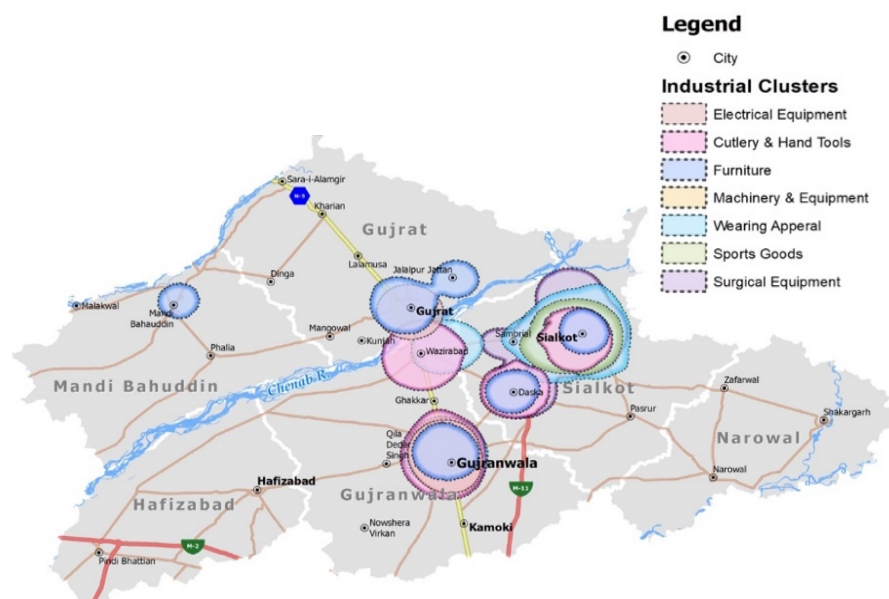 Legend
City
Industrial Clusters
Electrical Equipment
Cutlery & Hand Tools
Furniture
Machinery & Equipment
Wearing Apperal
Sports Goods
Surgical Equipment
Sara-i-Alamgir
N-5
Kharian
Gujrat
Lalamusa
Jalalpur Jattan
Dinga
Malakwal
Mandi
Bahauddin
Gujrat
Mangowal
Kunjah
Sambrial
Sialkot
Wazirabad
Phalia
Mandi Bahuddin
Chenab R.
Daska
Sialkot
Zafarwal
Ghakkar
Pasrur
Shakargarh
Narowal
Qila
Dedar
Singh
Gujranwala
Narowal
Hafizabad
Hafizabad
Gujranwala
M-11
Nowshera
Virkan
Kamoki
M-2
Pindi Bhattian